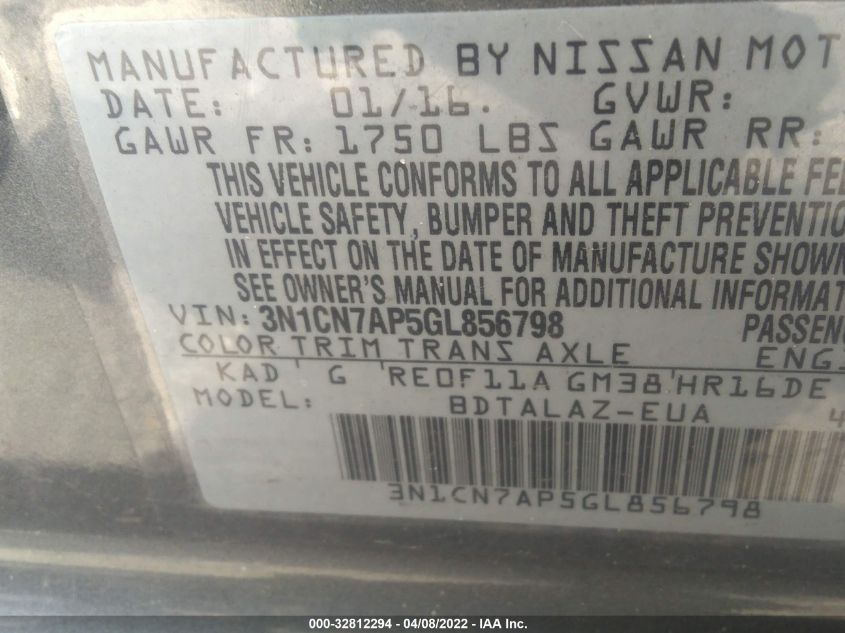 MANUFACTURED BY NISSAN MOT
DATE: 01/16. GVWR:
GAWR FR: 1750 LBS GAWR RR:
THIS VEHICLE CONFORMS TO ALL APPLICABLE FE
VEHICLE SAFETY, BUMPER AND THEFT PREVENTIO
IN EFFECT ON THE DATE OF MANUFACTURE SHOWN
SEE OWNER'S MANUAL FOR ADDITIONAL INFORMAT
VIN: 3N1CN7AP5GL856798 PASSENG
COLOR TRIM TRANS AXLE ENGI
KAD G RE0F11A GM38 HR16DE
MODEL: BDTALAZ-EUA 4
3N1CN7AP5GL856798
000-32812294 - 04/08/2022 - IAA Inc.